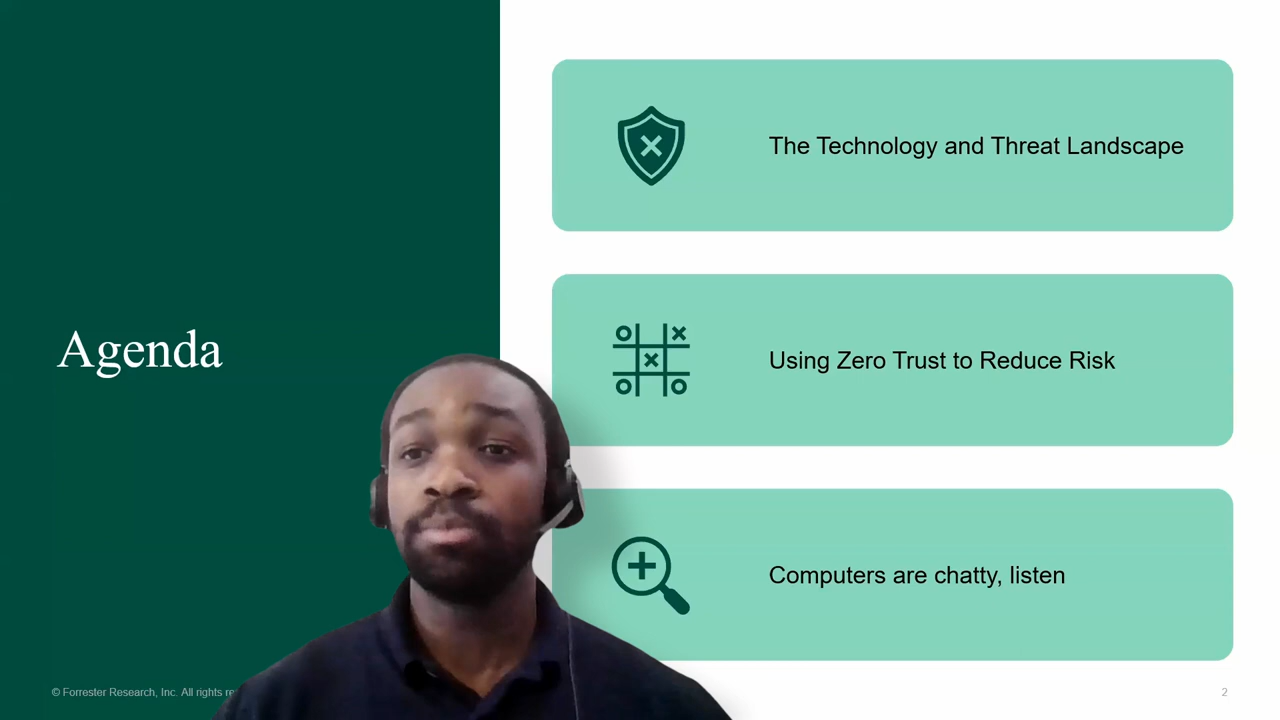 Agenda
The Technology and Threat Landscape
Using Zero Trust to Reduce Risk
Computers are chatty, listen
© Forrester Research, Inc. All rights
2